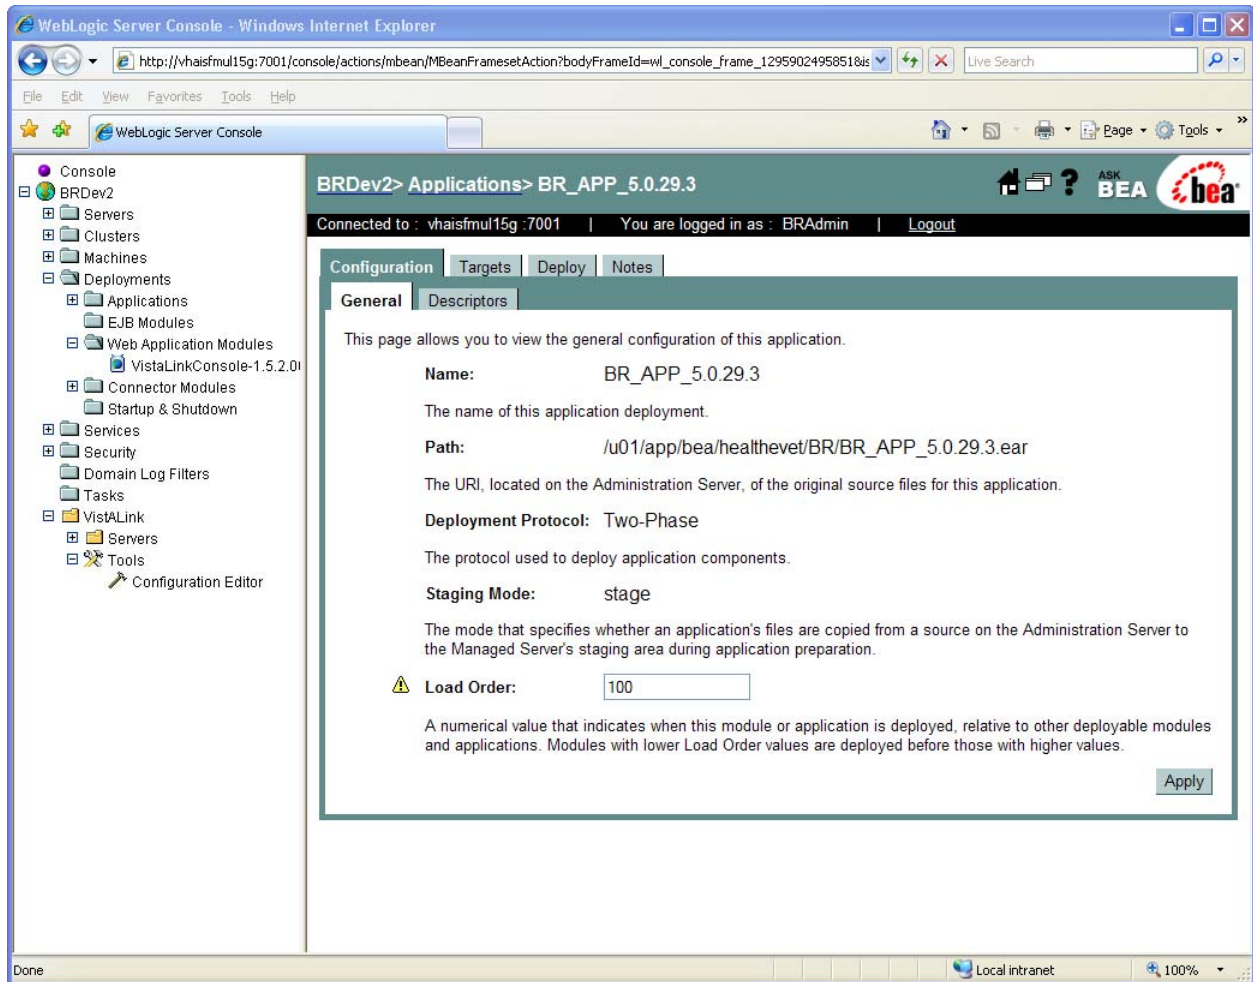 WebLogic Server Console - Windows Internet Explorer
http://vhaisfmul15g:7001/console/actions/mbean/MBeanFramesetAction?bodyFrameId=wl_console_frame_1295902495851&is
Live Search
File Edit View Favorites Tools Help
WebLogic Server Console
Page Tools »
Console
BRDev2
Servers
Clusters
Machines
Deployments
Applications
EJB Modules
Web Application Modules
VistaLinkConsole-1.5.2.0
Connector Modules
Startup & Shutdown
Services
Security
Domain Log Filters
Tasks
VistALink
Servers
Tools
Configuration Editor
BRDev2> Applications> BR_APP_5.0.29.3
? ASK BEA bea
Connected to : vhaisfmul15g :7001 | You are logged in as : BRAdmin | Logout
Configuration Targets Deploy Notes
General Descriptors
This page allows you to view the general configuration of this application.
Name: BR_APP_5.0.29.3
The name of this application deployment.
Path: /u01/app/bea/healthevet/BR/BR_APP_5.0.29.3.ear
The URI, located on the Administration Server, of the original source files for this application.
Deployment Protocol: Two-Phase
The protocol used to deploy application components.
Staging Mode: stage
The mode that specifies whether an application's files are copied from a source on the Administration Server to
the Managed Server's staging area during application preparation.
Load Order: 100
A numerical value that indicates when this module or application is deployed, relative to other deployable modules
and applications. Modules with lower Load Order values are deployed before those with higher values.
Apply
Done
Local intranet
100%